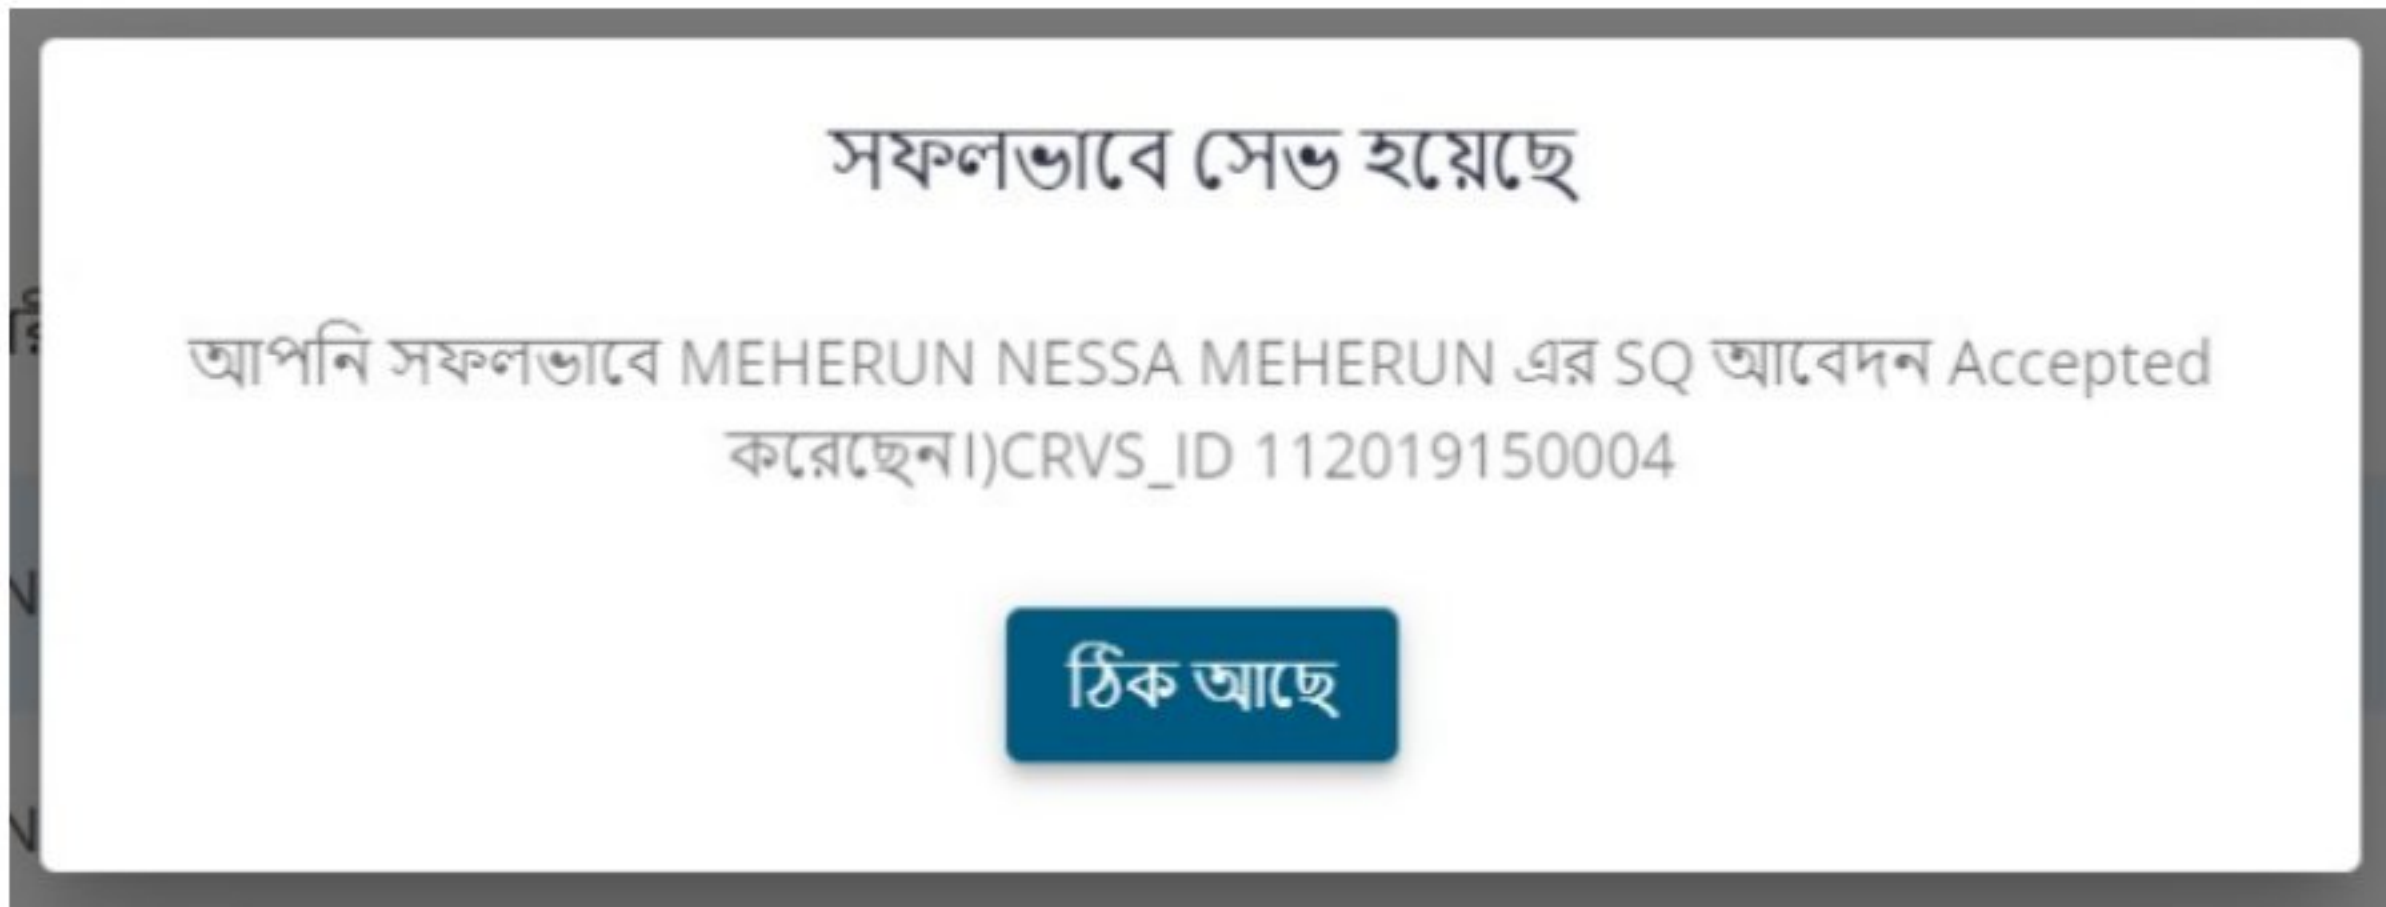 সফলভাবে সেভ হয়েছে
আপনি সফলভাবে MEHERUN NESSA MEHERUN এর SQ আবেদন Accepted
করেছেন।)CRVS_ID 112019150004
ঠিক আছে